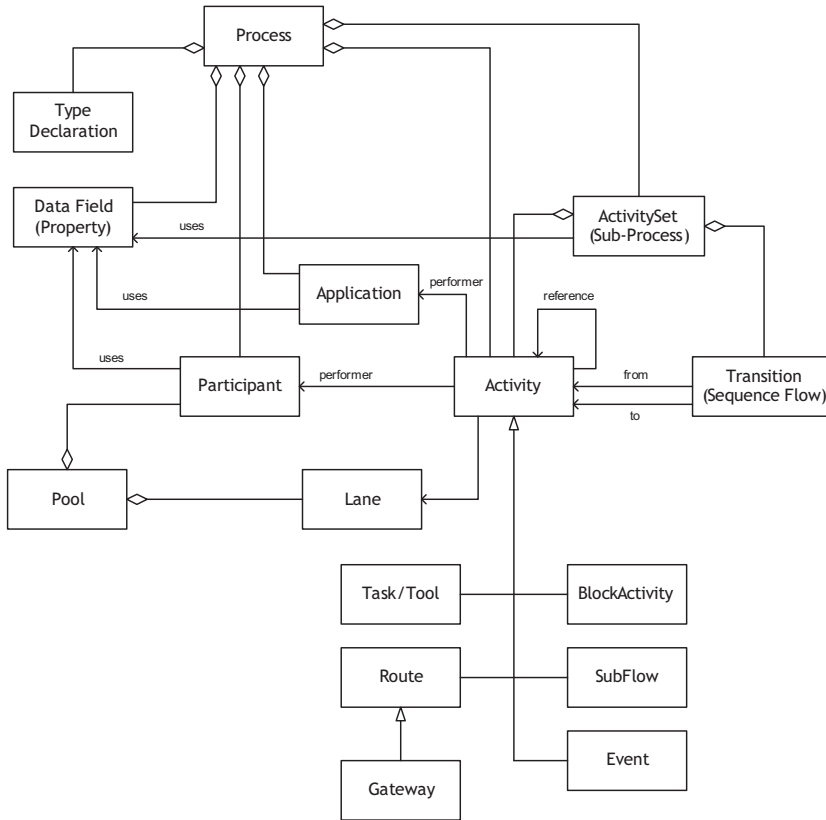 Process
Type
Declaration
Data Field
(Property)
uses
ActivitySet
(Sub-Process)
Application
performer
uses
reference
uses
Participant
performer
Activity
from
to
Transition
(Sequence Flow)
Pool
Lane
Task/Tool
BlockActivity
Route
SubFlow
Gateway
Event